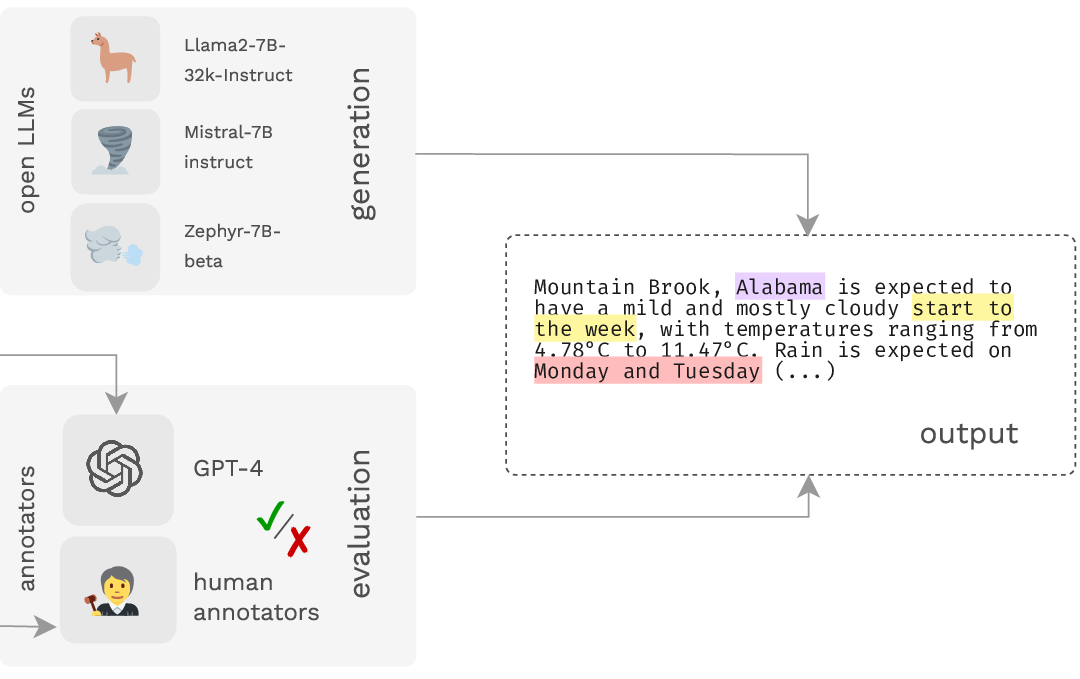 open LLMs
Llama2-7B-
32k-Instruct
Mistral-7B
instruct
Zephyr-7B-
beta
generation
Mountain Brook, Alabama is expected to
have a mild and mostly cloudy start to
the week, with temperatures ranging from
4.78°C to 11.47°C. Rain is expected on
Monday and Tuesday (...)
output
annotators
GPT-4
human
annotators
evaluation